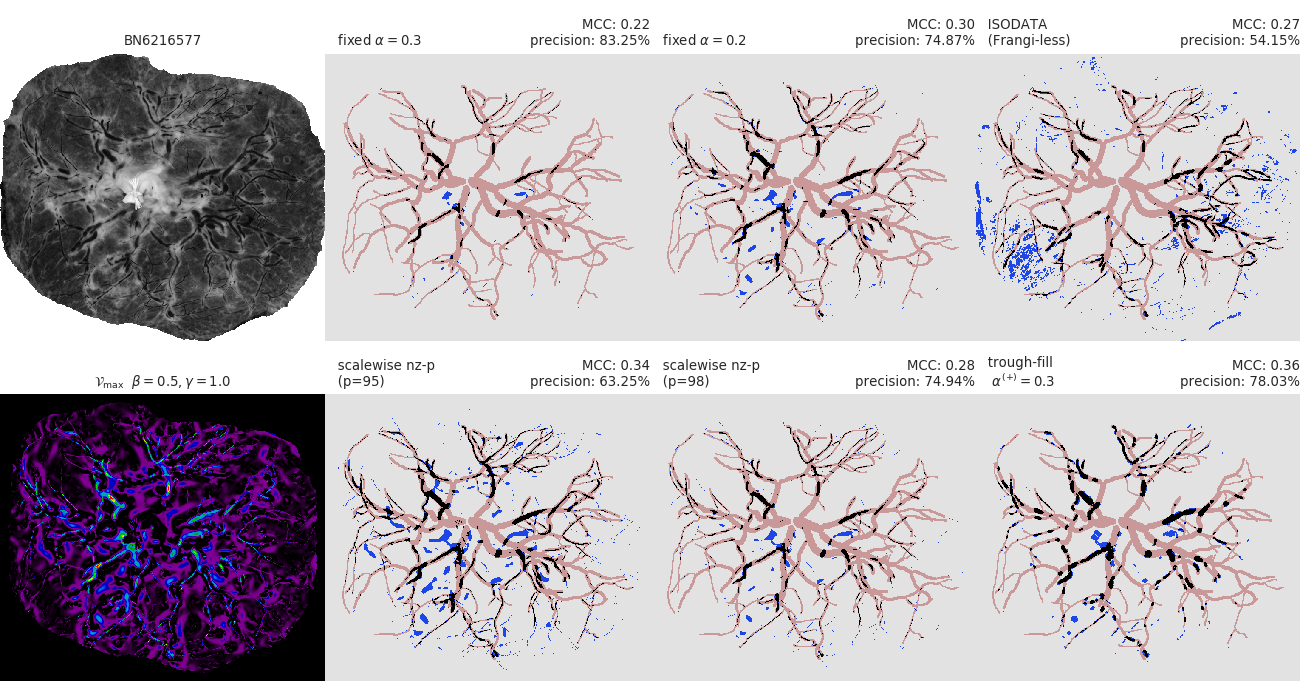 BN6216577
fixed α = 0.3
MCC: 0.22
precision: 83.25%
fixed α = 0.2
MCC: 0.30
precision: 74.87%
ISODATA
(Frangi-less)
MCC: 0.27
precision: 54.15%
𝒱max β = 0.5, γ = 1.0
scalewise nz-p
(p=95)
MCC: 0.34
precision: 63.25%
scalewise nz-p
(p=98)
MCC: 0.28
precision: 74.94%
trough-fill
α(+) = 0.3
MCC: 0.36
precision: 78.03%